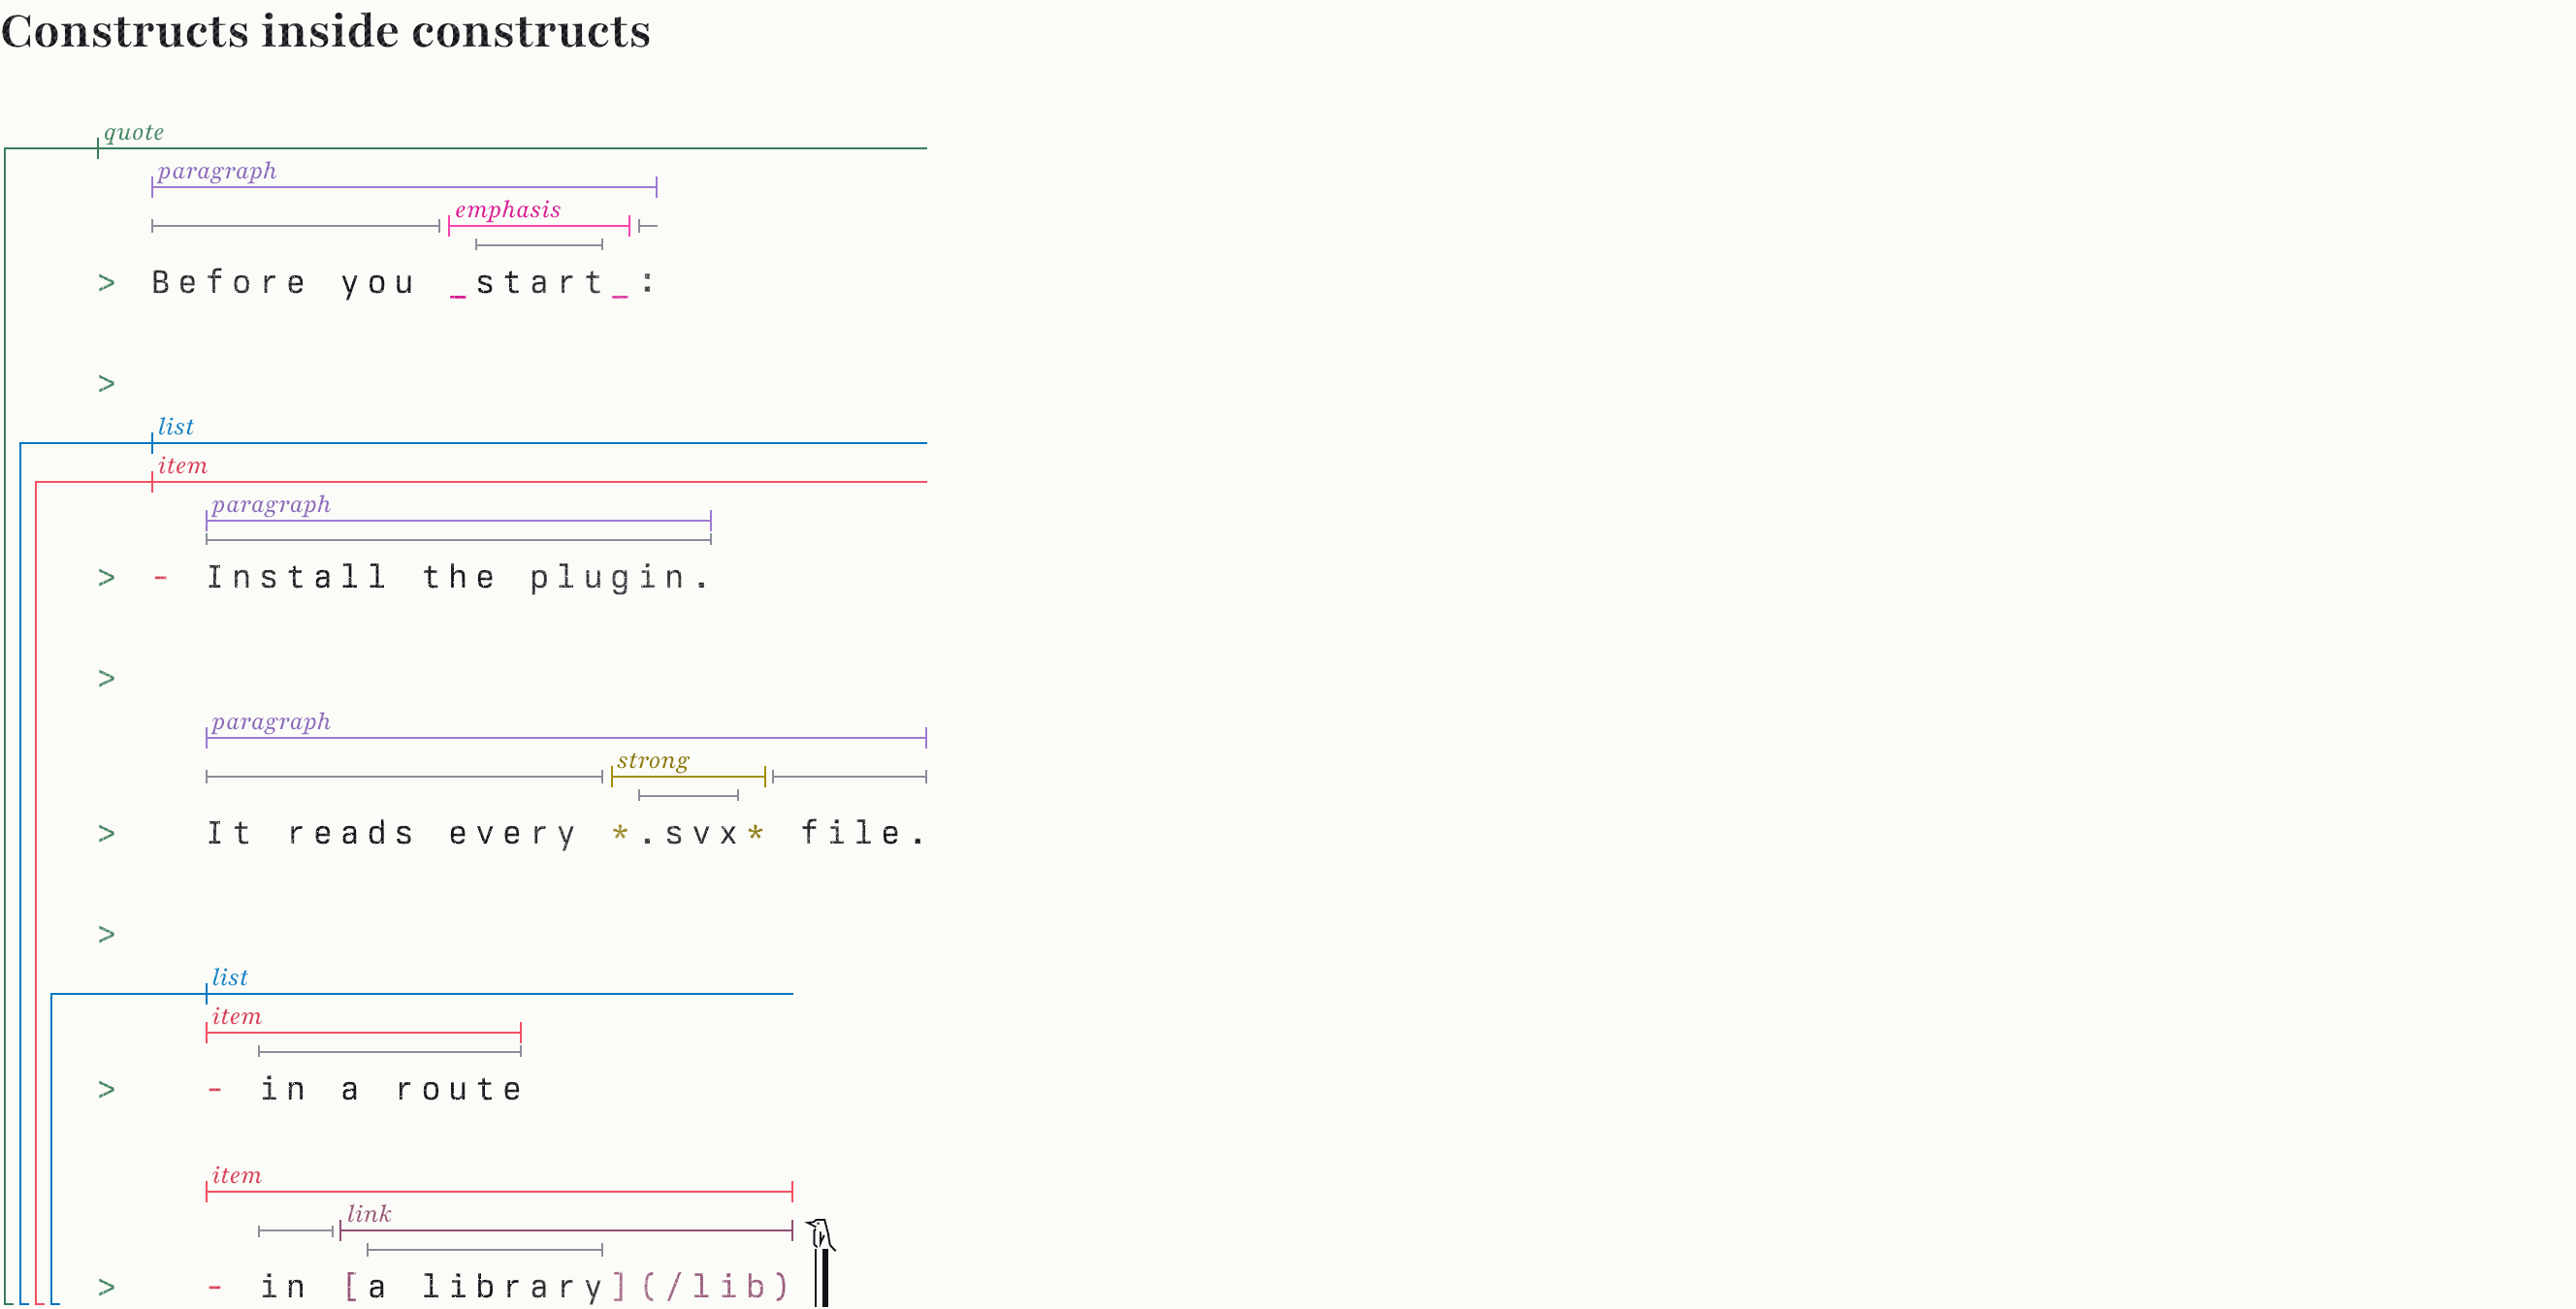 Constructs inside constructs
quote
paragraph
emphasis
> Before you _start_:
>
list
item
paragraph
> - Install the plugin.
>
paragraph
strong
>   It reads every *.svx* file.
>
list
item
>   - in a route
item
link
>   - in [a library](/lib)